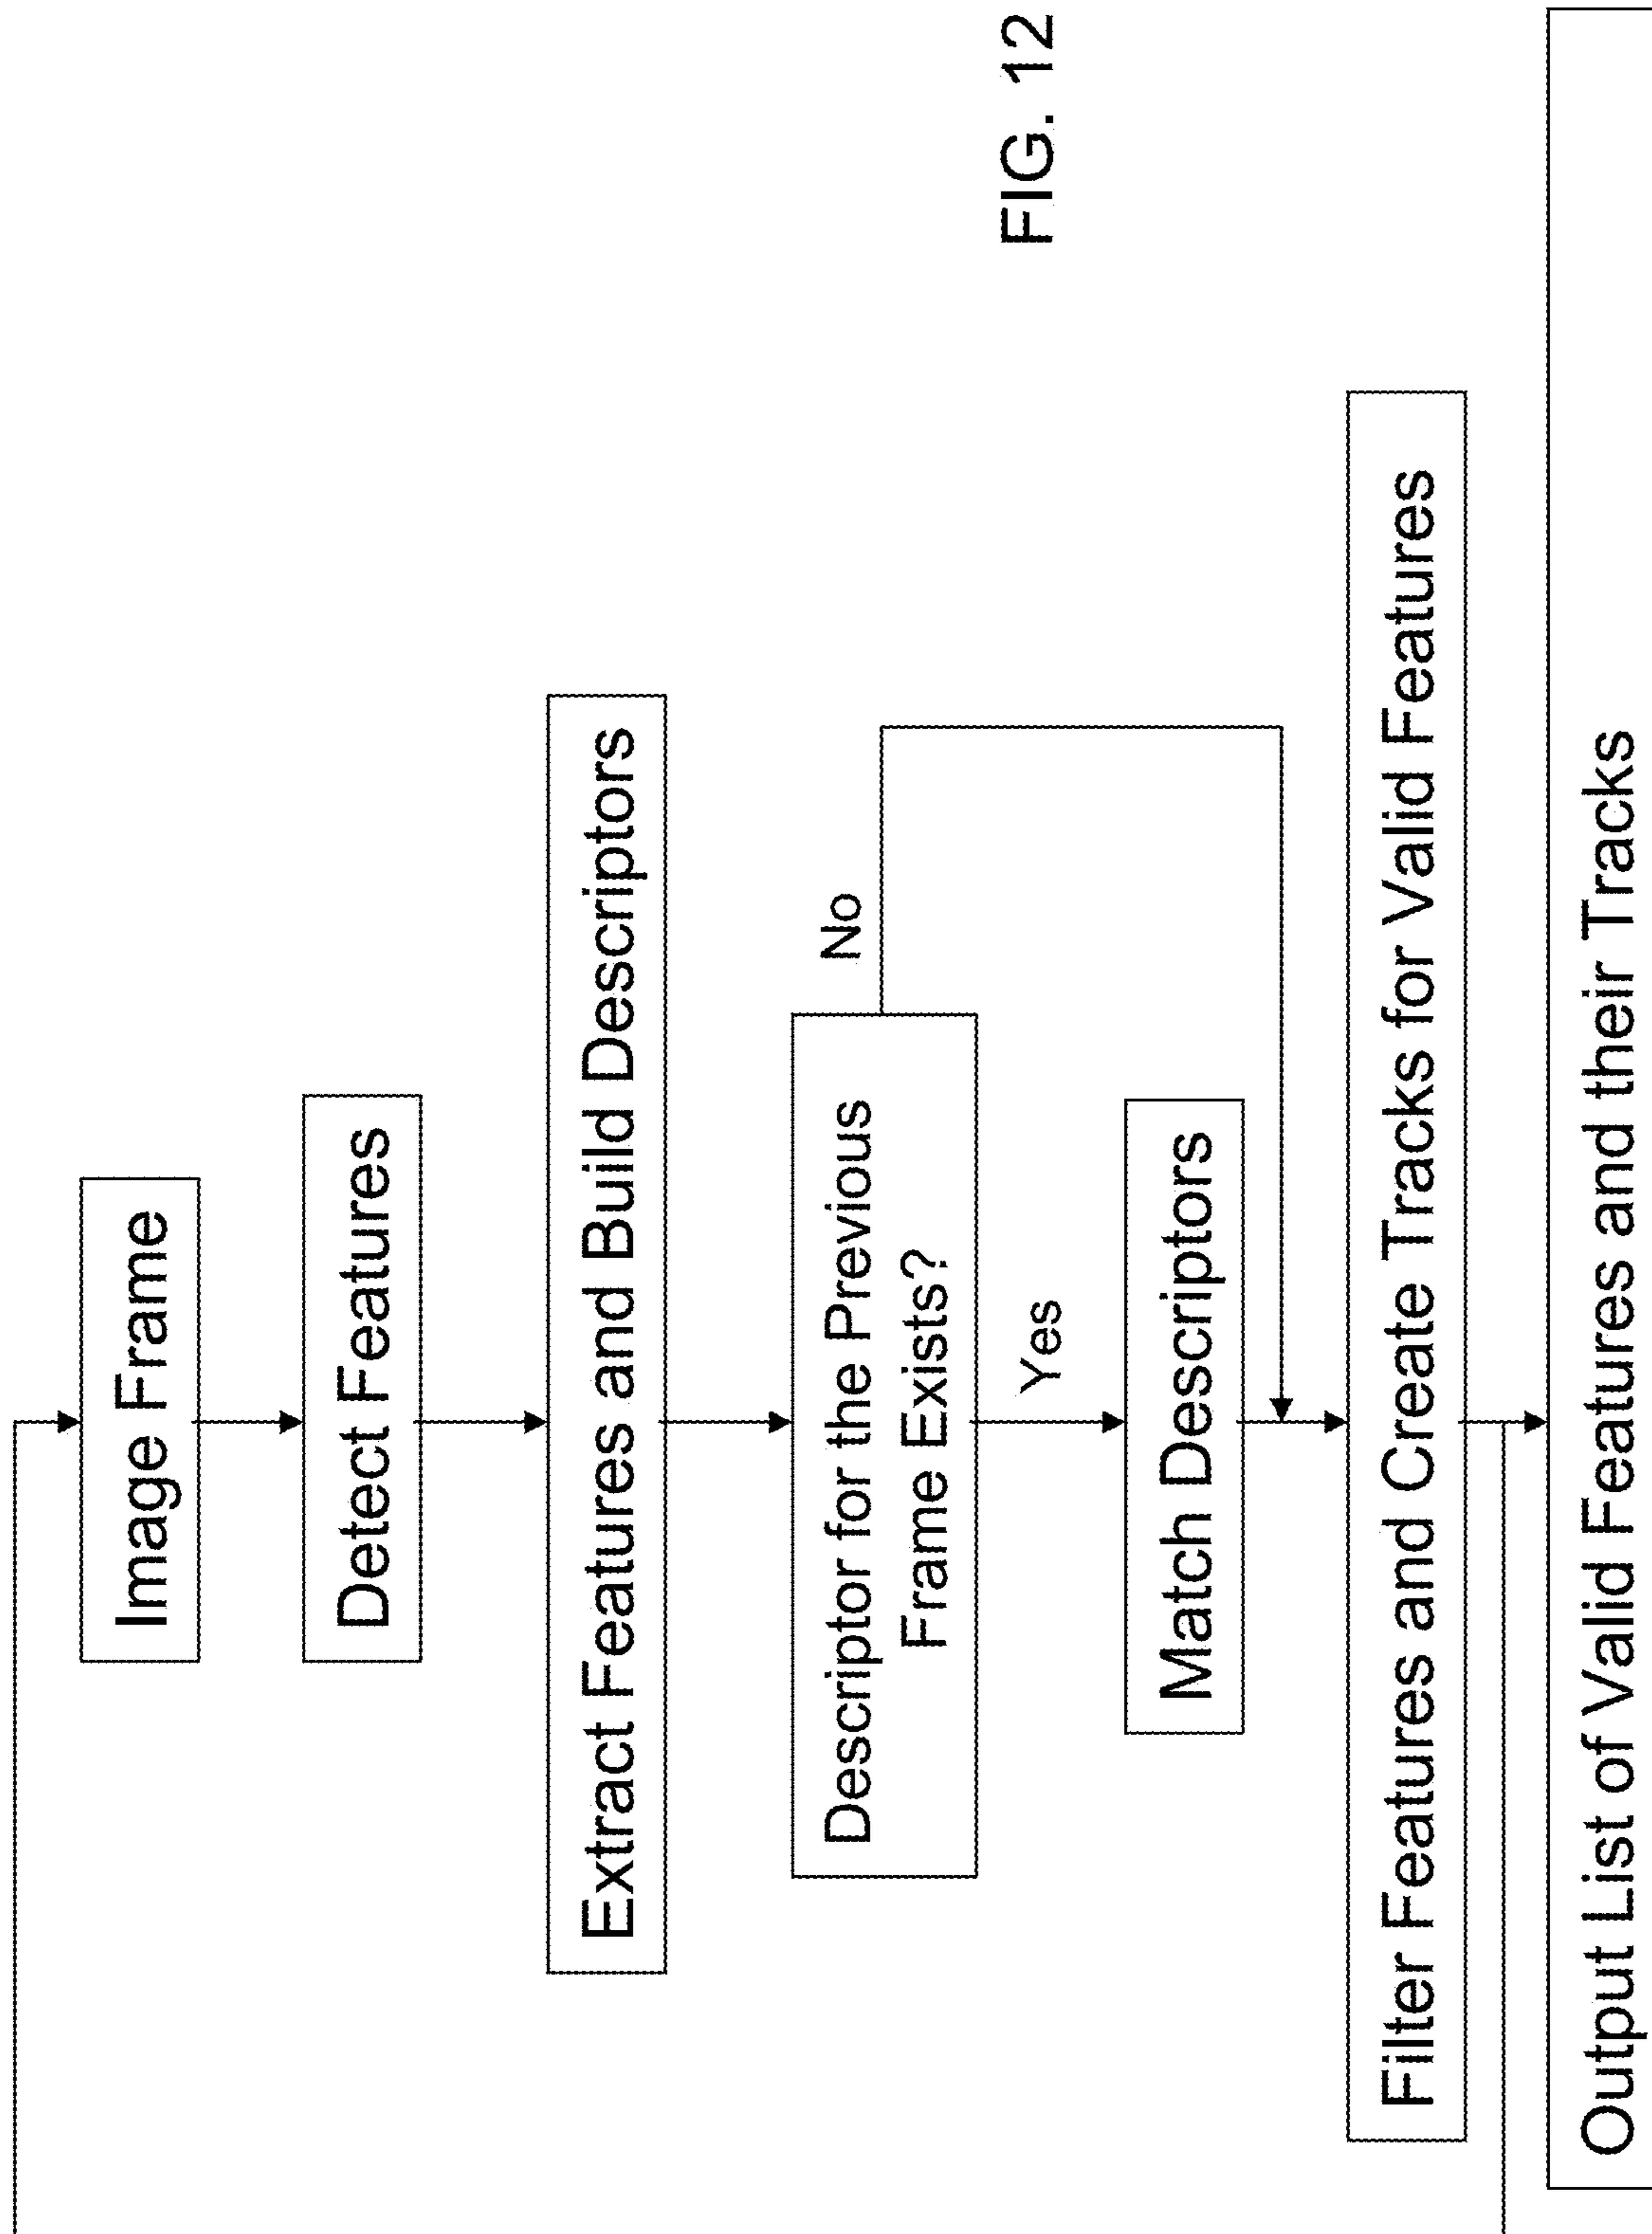 Image Frame
Detect Features
Extract Features and Build Descriptors
Descriptor for the Previous
Frame Exists?
No
Yes
Match Descriptors
Filter Features and Create Tracks for Valid Features
Output List of Valid Features and their Tracks
FIG. 12